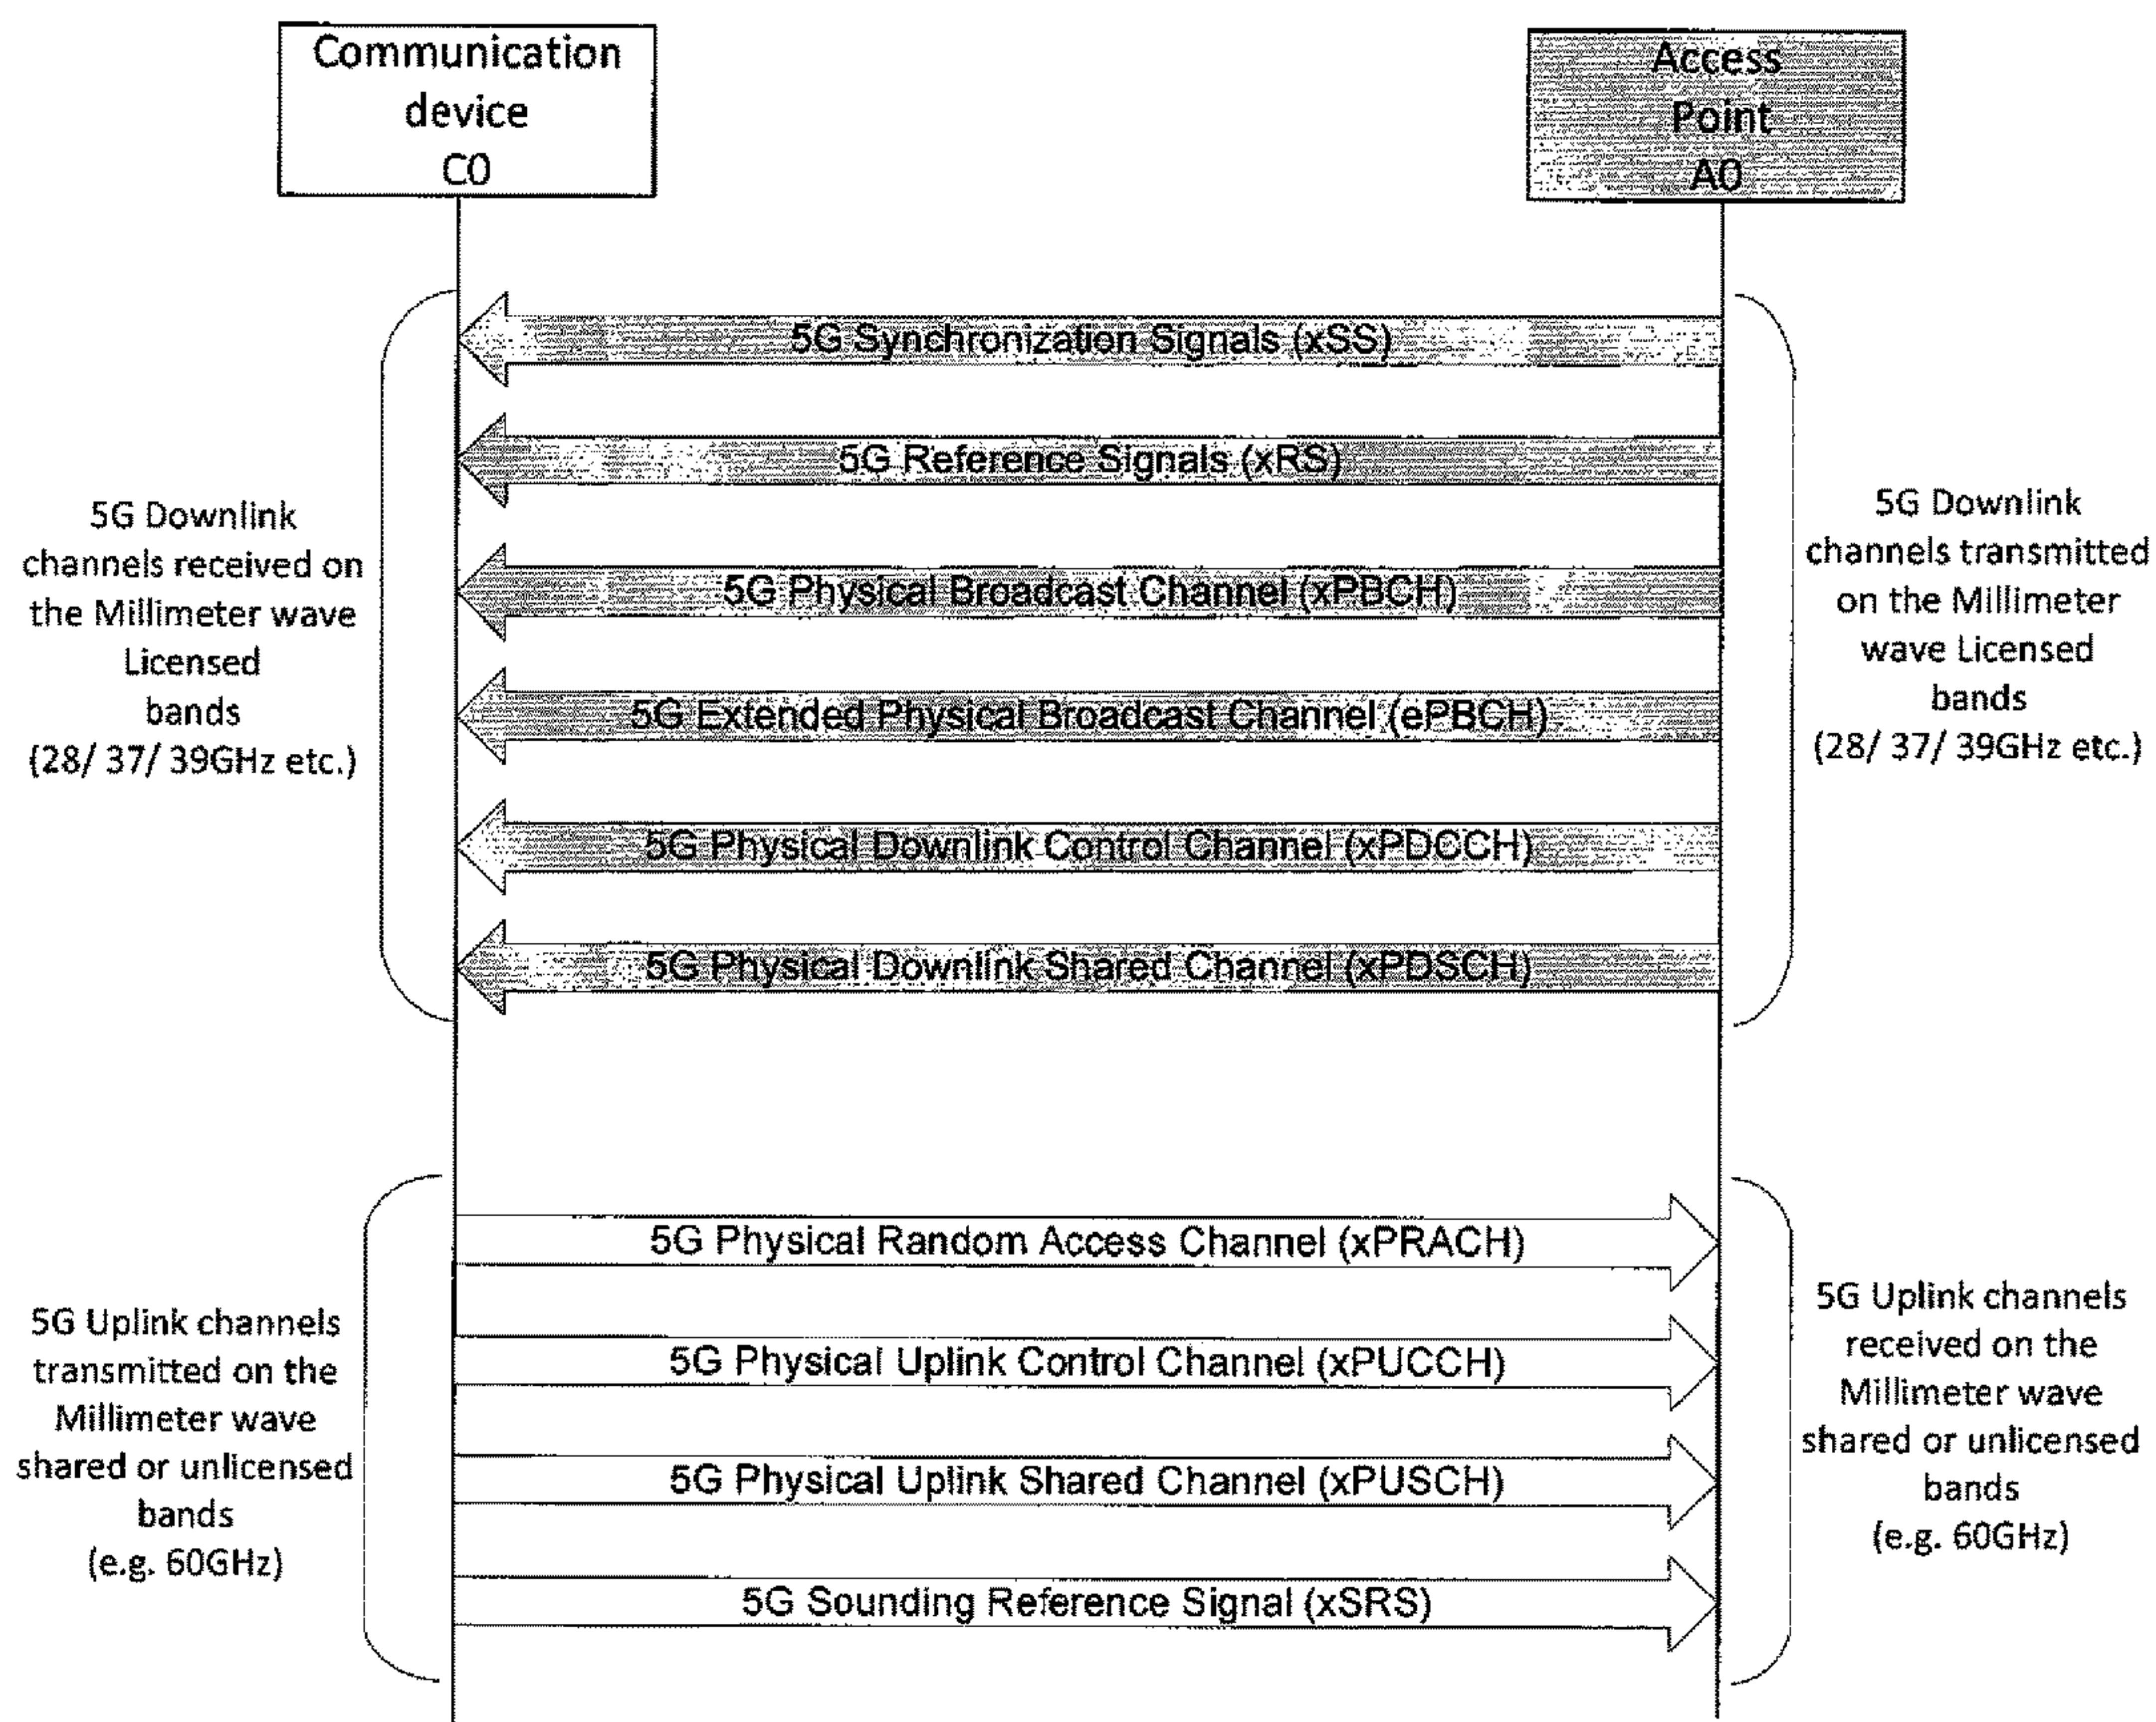 Communication
device
C0
Access
Point
A0
5G Synchronization Signals (xSS)
5G Reference Signals (xRS)
5G Physical Broadcast Channel (xPBCH)
5G Extended Physical Broadcast Channel (ePBCH)
5G Physical Downlink Control Channel (xPDCCH)
5G Physical Downlink Shared Channel (xPDSCH)
5G Downlink
channels received on
the Millimeter wave
Licensed
bands
(28/ 37/ 39GHz etc.)
5G Downlink
channels transmitted
on the Millimeter
wave Licensed
bands
(28/ 37/ 39GHz etc.)
5G Physical Random Access Channel (xPRACH)
5G Physical Uplink Control Channel (xPUCCH)
5G Physical Uplink Shared Channel (xPUSCH)
5G Sounding Reference Signal (xSRS)
5G Uplink channels
transmitted on the
Millimeter wave
shared or unlicensed
bands
(e.g. 60GHz)
5G Uplink channels
received on the
Millimeter wave
shared or unlicensed
bands
(e.g. 60GHz)